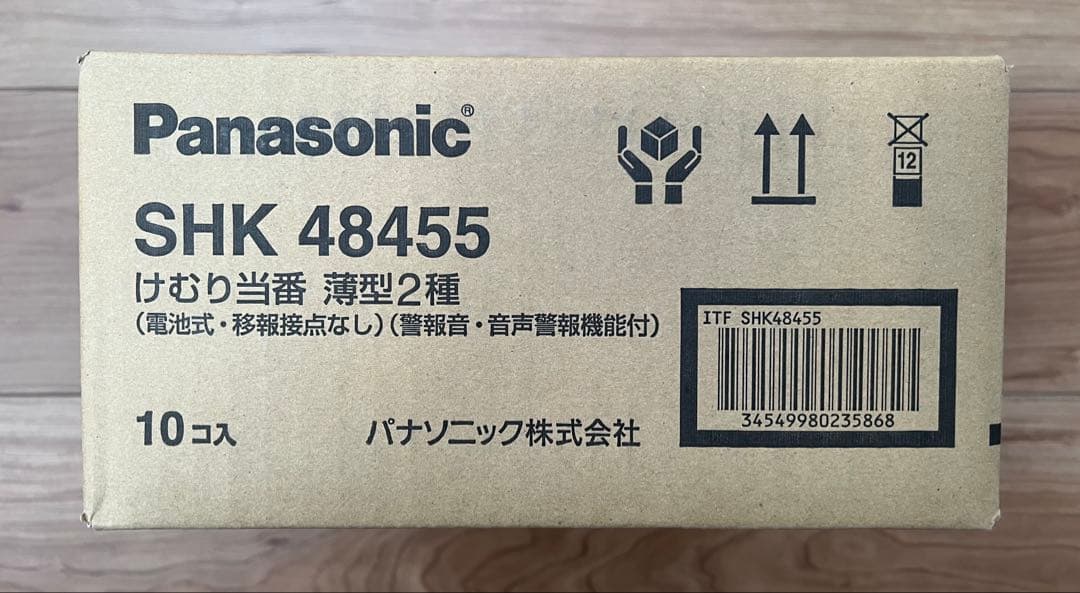 Panasonic®
12
SHK 48455
けむり当番 薄型2種
(電池式・移報接点なし)(警報音・音声警報機能付)
ITF SHK48455
34549980235868
10コ入
パナソニック株式会社